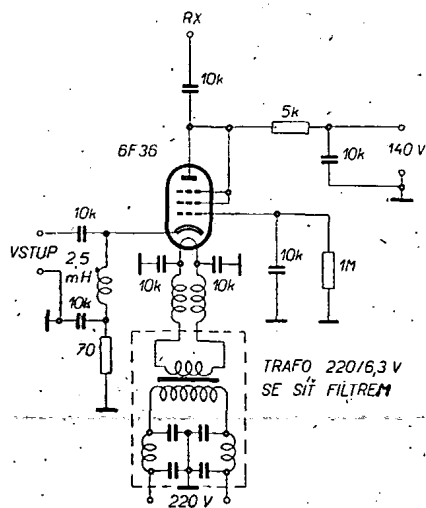 RX
10k
5k
6F36
10k
140 V
10k
VSTUP
2,5
mH
10k
10k
10k
10k
1M
70
TRAFO 220/6,3 V
SE SÍŤ FILTREM
220 V